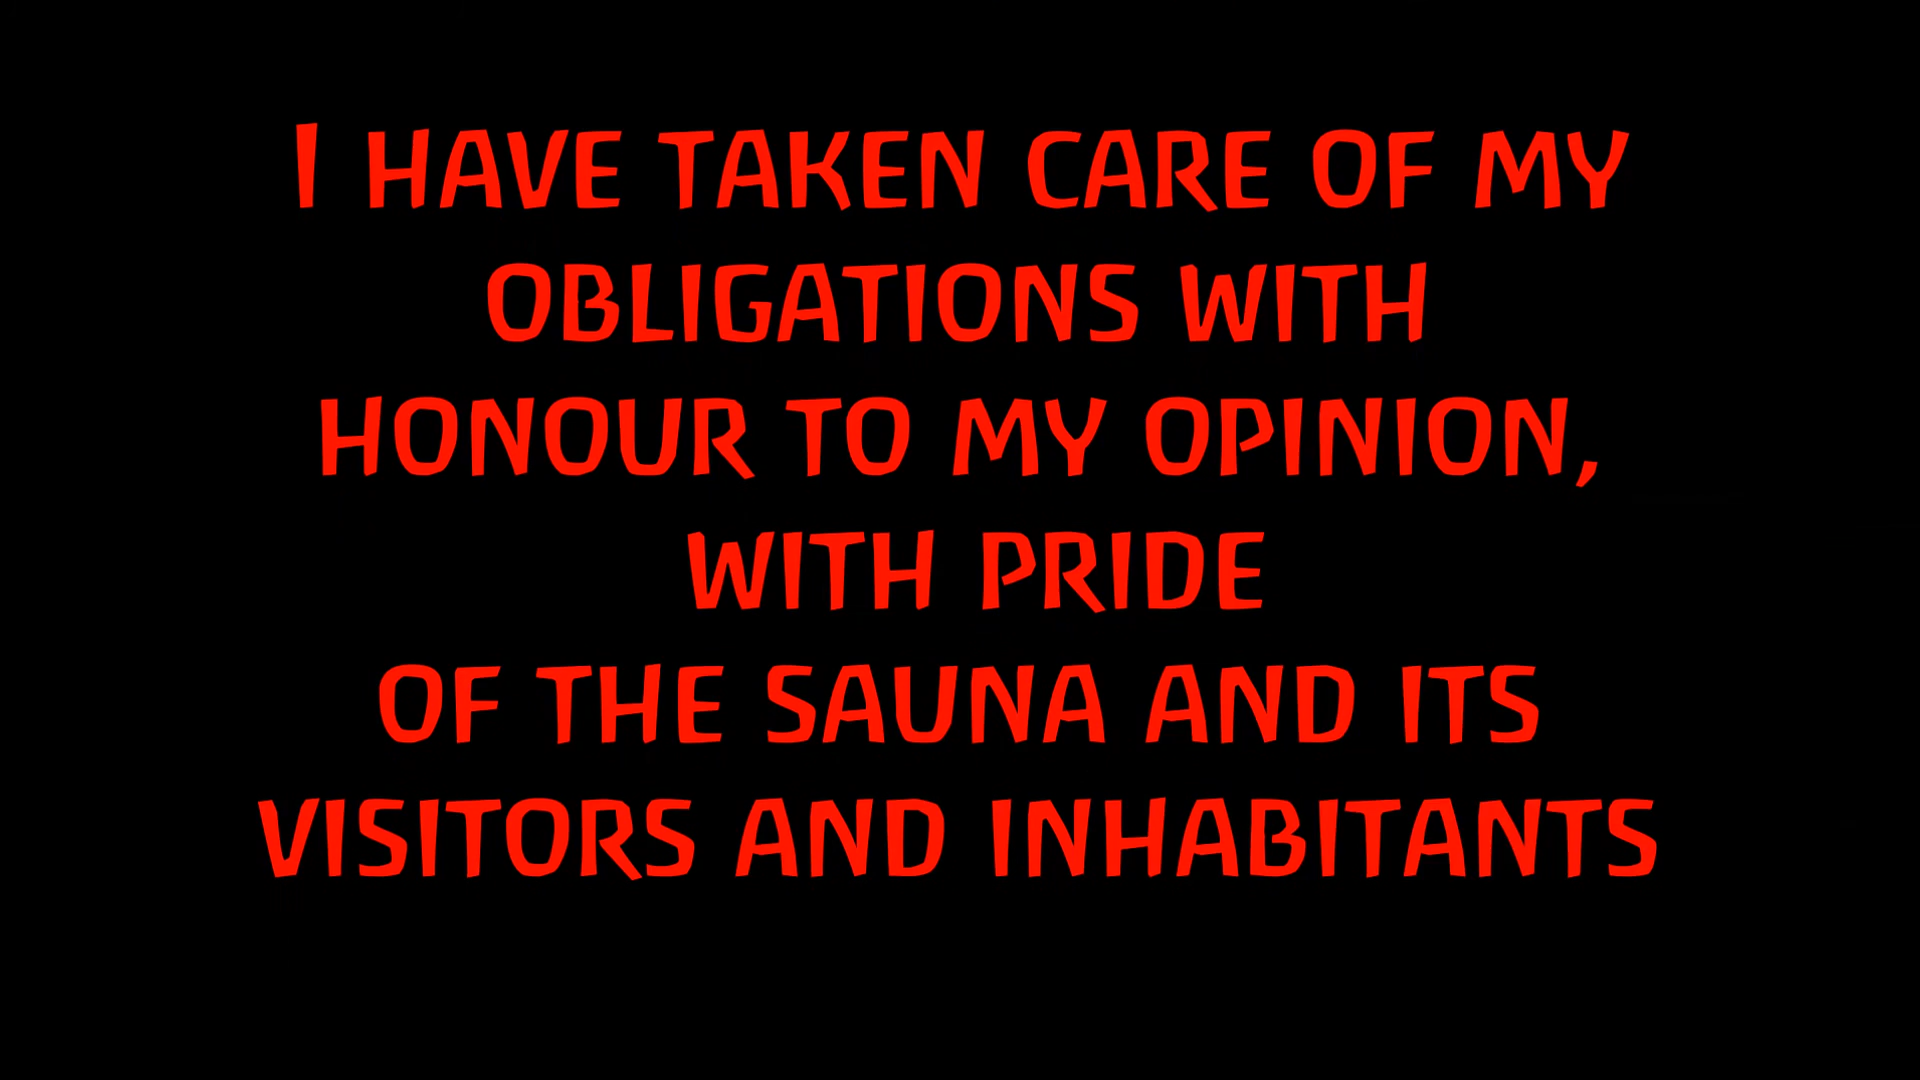 I HAVE TAKEN CARE OF MY
OBLIGATIONS WITH
HONOUR TO MY OPINION,
WITH PRIDE
OF THE SAUNA AND ITS
VISITORS AND INHABITANTS